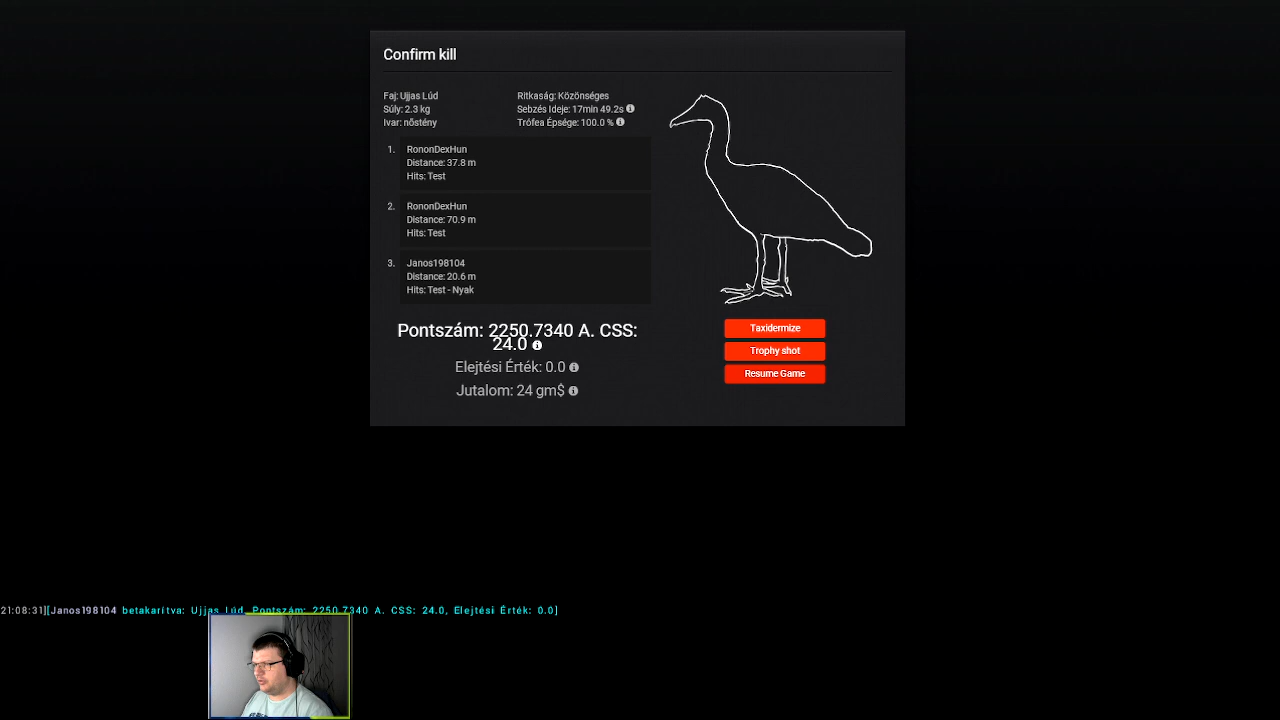 Confirm kill
Faj: Ujjas Lúd
Súly: 2.3 kg
Ivar: nőstény
Ritkaság: Közönséges
Sebzés Ideje: 17min 49.2s
Trófea Épsége: 100.0 %
1. RononDexHun
Distance: 37.8 m
Hits: Test
2. RononDexHun
Distance: 70.9 m
Hits: Test
3. Janos198104
Distance: 20.6 m
Hits: Test - Nyak
Pontszám: 2250.7340 A. CSS:
24.0
Elejtési Érték: 0.0
Jutalom: 24 gm$
Taxidermize
Trophy shot
Resume Game
21:08:31][Janos198104 betakarítva: Ujjas Lúd, Pontszám: 2250.7340 A. CSS: 24.0, Elejtési Érték: 0.0]